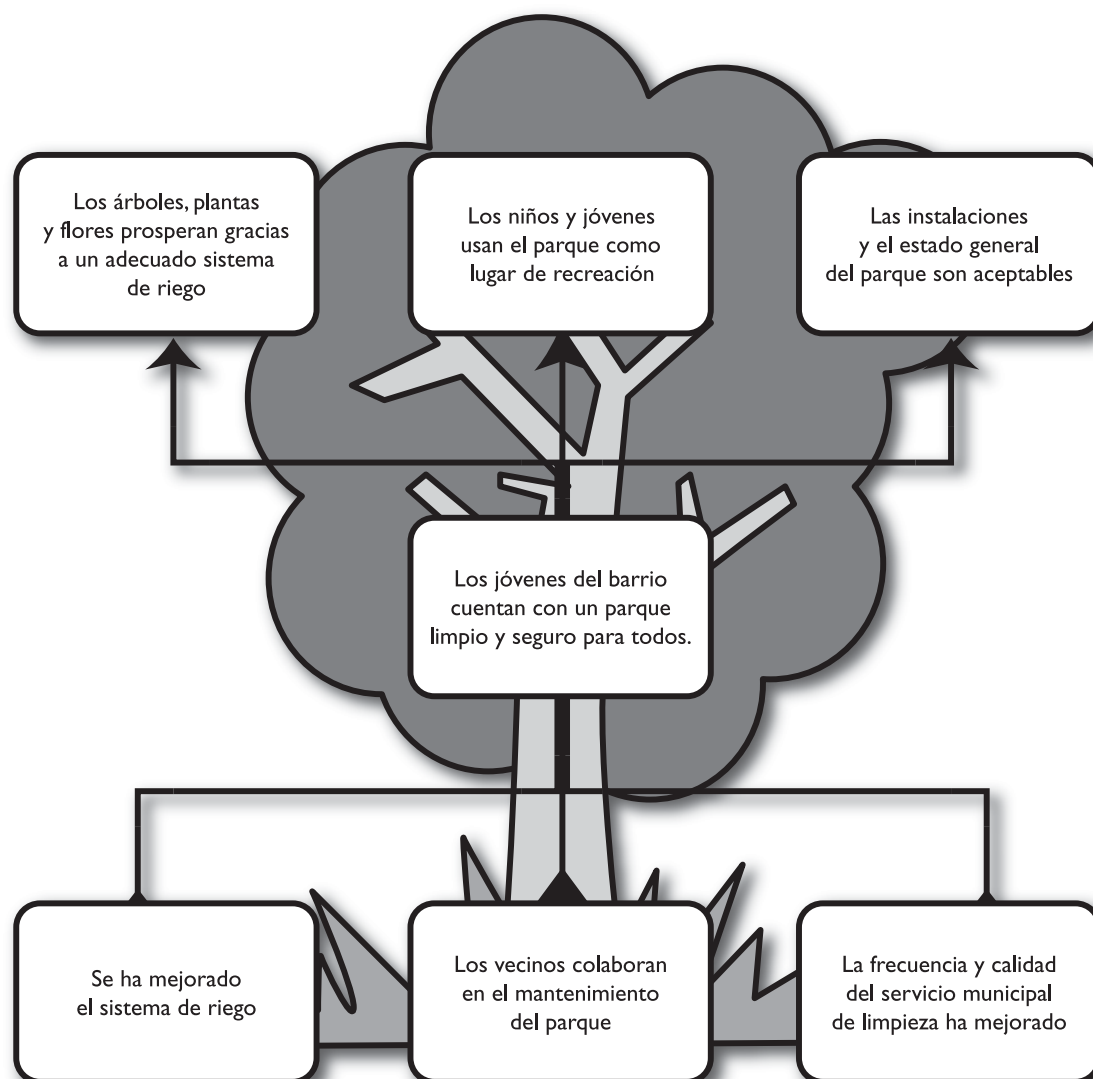 Los árboles, plantas
y flores prosperan gracias
a un adecuado sistema
de riego
Los niños y jóvenes
usan el parque como
lugar de recreación
Las instalaciones
y el estado general
del parque son aceptables
Los jóvenes del barrio
cuentan con un parque
limpio y seguro para todos.
Se ha mejorado
el sistema de riego
Los vecinos colaboran
en el mantenimiento
del parque
La frecuencia y calidad
del servicio municipal
de limpieza ha mejorado